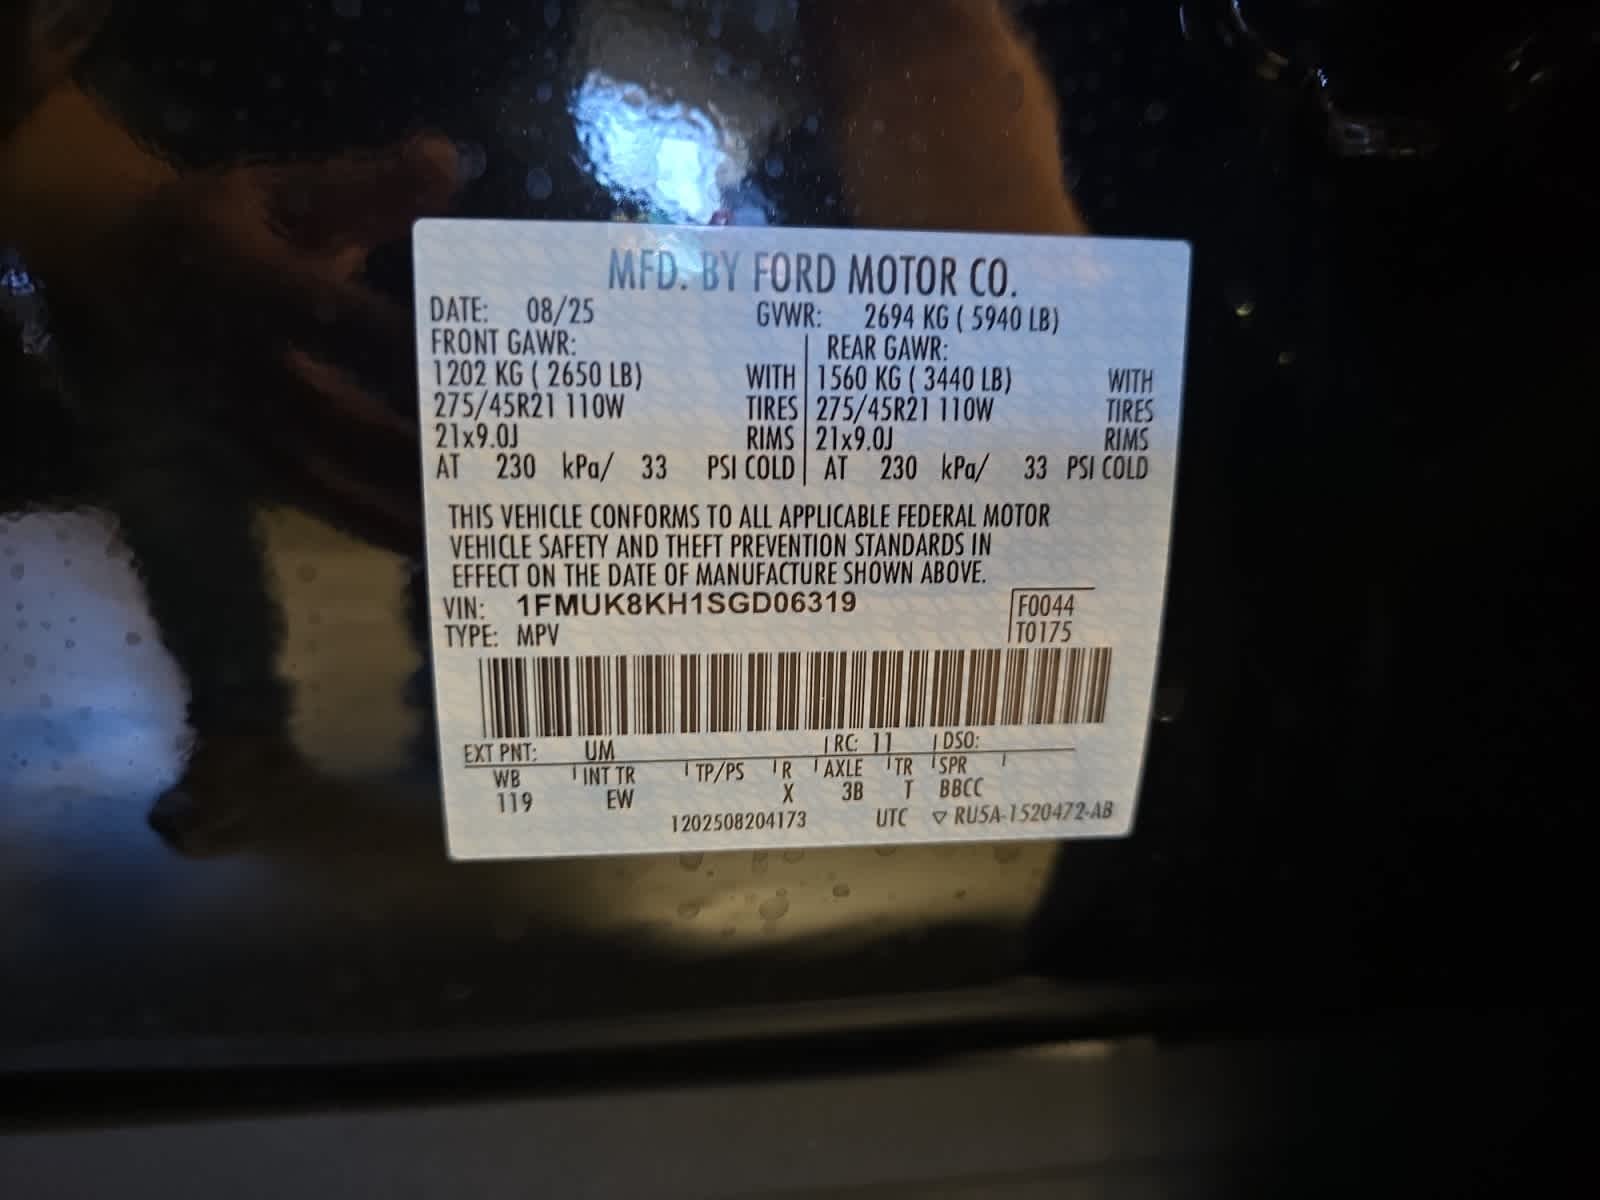 MFD. BY FORD MOTOR CO.
DATE: 08/25 GVWR: 2694 KG ( 5940 LB)
FRONT GAWR: REAR GAWR:
1202 KG ( 2650 LB) WITH 1560 KG ( 3440 LB) WITH
275/45R21 110W TIRES 275/45R21 110W TIRES
21x9.0J RIMS 21x9.0J RIMS
AT 230 kPa/ 33 PSI COLD AT 230 kPa/ 33 PSI COLD
THIS VEHICLE CONFORMS TO ALL APPLICABLE FEDERAL MOTOR
VEHICLE SAFETY AND THEFT PREVENTION STANDARDS IN
EFFECT ON THE DATE OF MANUFACTURE SHOWN ABOVE.
VIN: 1FMUK8KH1SGD06319 F0044
TYPE: MPV T0175
EXT PNT: UM RC: 11 DSO:
WB INT TR TP/PS R AXLE TR SPR
119 EW X 3B T BBCC
1202508204173 UTC ▽ RU5A-1520472-AB